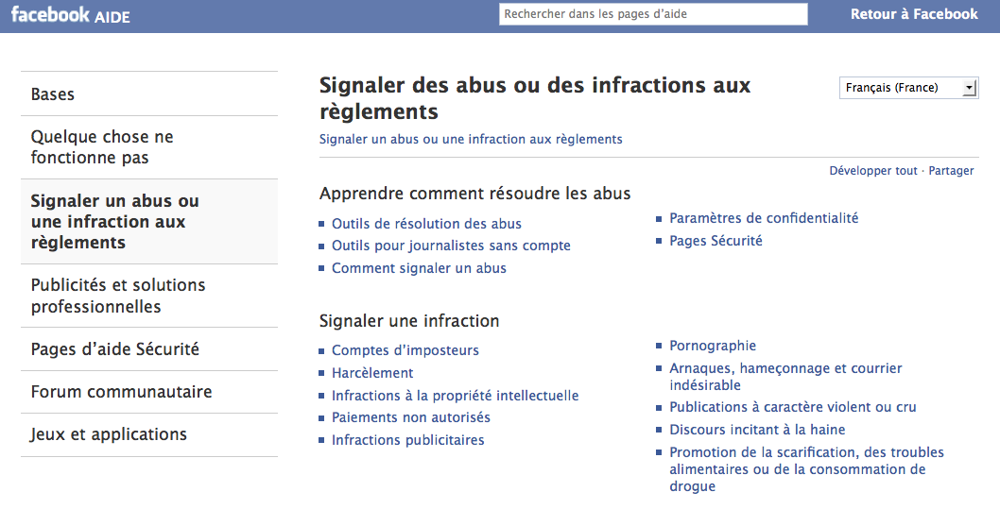 facebook AIDE
Rechercher dans les pages d’aide
Retour à Facebook
Bases
Quelque chose ne
fonctionne pas
Signaler un abus ou
une infraction aux
règlements
Publicités et solutions
professionnelles
Pages d’aide Sécurité
Forum communautaire
Jeux et applications
Signaler des abus ou des infractions aux
règlements
Français (France)
Signaler un abus ou une infraction aux règlements
Développer tout · Partager
Apprendre comment résoudre les abus
Outils de résolution des abus
Outils pour journalistes sans compte
Comment signaler un abus
Paramètres de confidentialité
Pages Sécurité
Signaler une infraction
Comptes d’imposteurs
Harcèlement
Infractions à la propriété intellectuelle
Paiements non autorisés
Infractions publicitaires
Pornographie
Arnaques, hameçonnage et courrier
indésirable
Publications à caractère violent ou cru
Discours incitant à la haine
Promotion de la scarification, des troubles
alimentaires ou de la consommation de
drogue